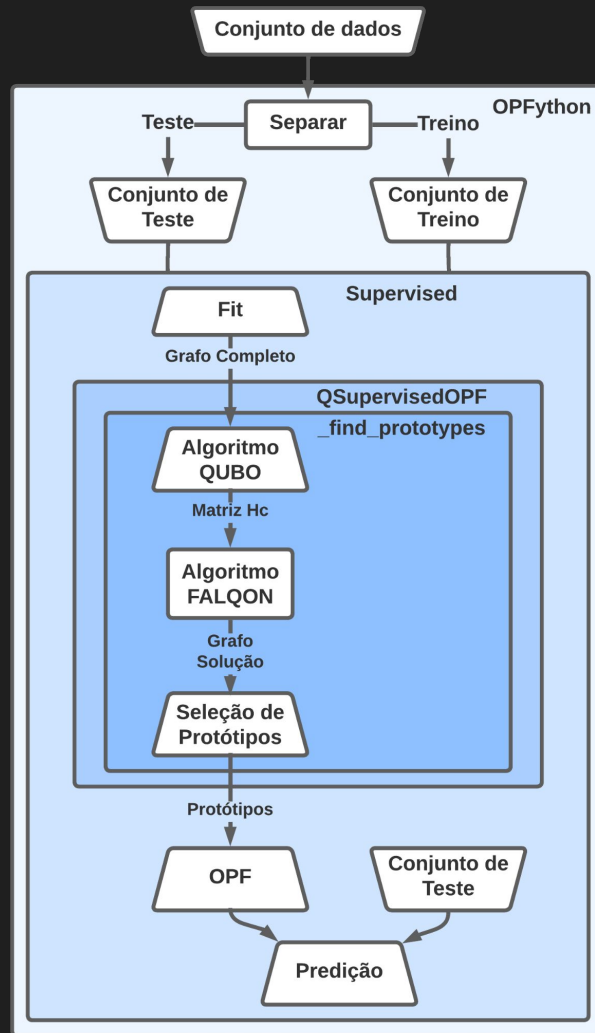 Conjunto de dados
OPFython
Teste
Separar
Treino
Conjunto de
Teste
Conjunto de
Treino
Supervised
Fit
Grafo Completo
QSupervisedOPF
_find_prototypes
Algoritmo
QUBO
Matriz Hc
Algoritmo
FALQON
Grafo
Solução
Seleção de
Protótipos
Protótipos
OPF
Conjunto de
Teste
Predição